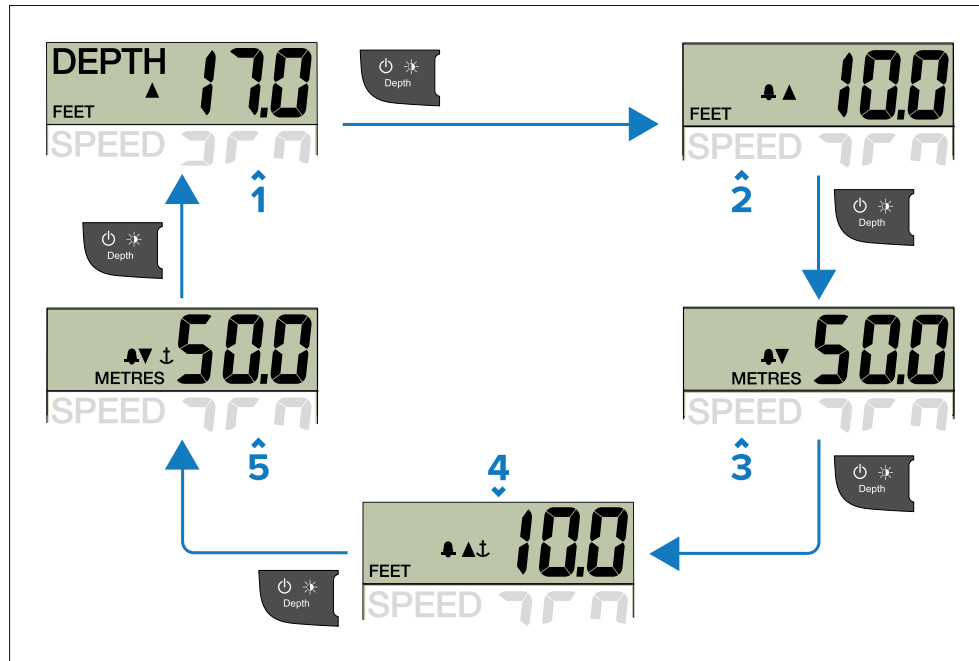 DEPTH 17.0
FEET
SPEED
1
Depth
10.0
FEET
SPEED
2
Depth
50.0
METRES
SPEED
3
Depth
4
10.0
FEET
SPEED
Depth
50.0
METRES
SPEED
5
Depth